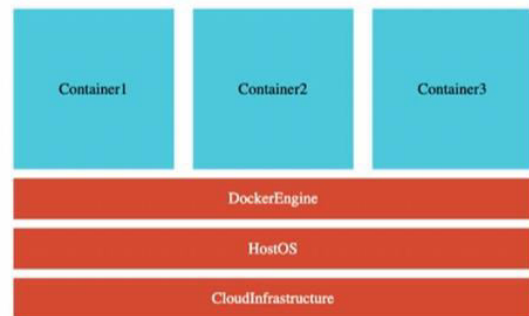 Container1
Container2
Container3
DockerEngine
HostOS
CloudInfrastructure